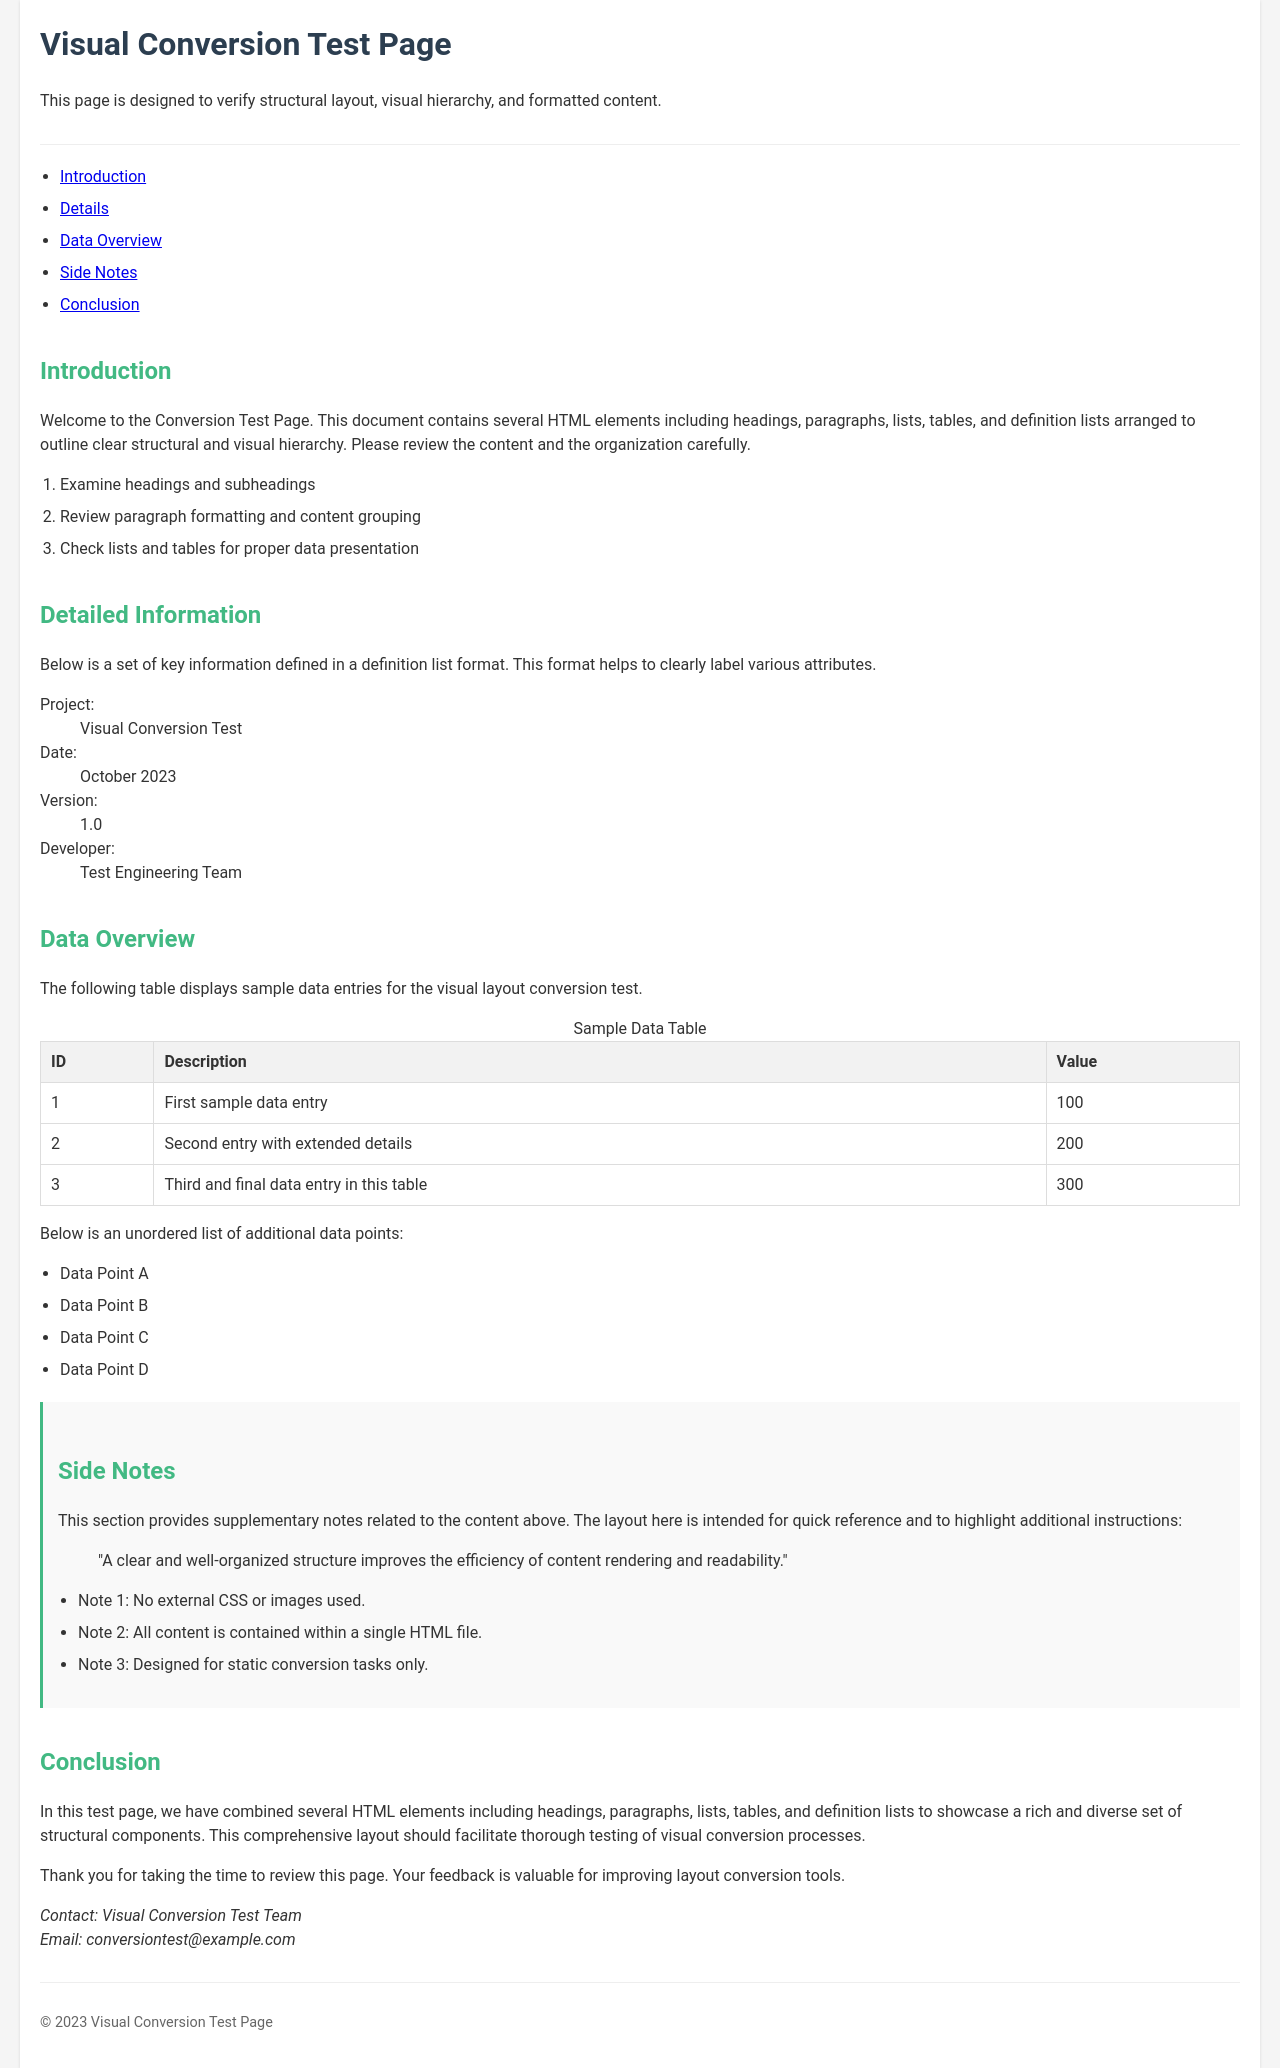 Visual Conversion Test Page
This page is designed to verify structural layout, visual hierarchy, and formatted content.
Introduction
Details
Data Overview
Side Notes
Conclusion
Introduction
Welcome to the Conversion Test Page. This document contains several HTML elements including headings, paragraphs, lists, tables, and definition lists arranged to
outline clear structural and visual hierarchy. Please review the content and the organization carefully.
1. Examine headings and subheadings
2. Review paragraph formatting and content grouping
3. Check lists and tables for proper data presentation
Detailed Information
Below is a set of key information defined in a definition list format. This format helps to clearly label various attributes.
Project:
Visual Conversion Test
Date:
October 2023
Version:
1.0
Developer:
Test Engineering Team
Data Overview
The following table displays sample data entries for the visual layout conversion test.
Sample Data Table
ID Description Value
1 First sample data entry 100
2 Second entry with extended details 200
3 Third and final data entry in this table 300
Below is an unordered list of additional data points:
Data Point A
Data Point B
Data Point C
Data Point D
Side Notes
This section provides supplementary notes related to the content above. The layout here is intended for quick reference and to highlight additional instructions:
"A clear and well-organized structure improves the efficiency of content rendering and readability."
Note 1: No external CSS or images used.
Note 2: All content is contained within a single HTML file.
Note 3: Designed for static conversion tasks only.
Conclusion
In this test page, we have combined several HTML elements including headings, paragraphs, lists, tables, and definition lists to showcase a rich and diverse set of
structural components. This comprehensive layout should facilitate thorough testing of visual conversion processes.
Thank you for taking the time to review this page. Your feedback is valuable for improving layout conversion tools.
Contact: Visual Conversion Test Team
Email: conversiontest@example.com
© 2023 Visual Conversion Test Page